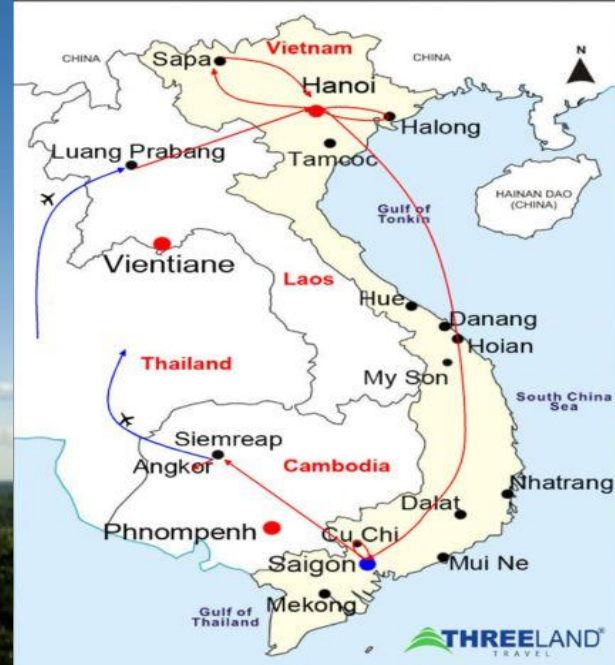 CHINA
Vietnam
CHINA
N
Sapa
Hanoi
Halong
Luang Prabang
Tamcoc
HAINAN DAO
(CHINA)
Gulf of
Tonkin
Vientiane
Laos
Hue
Danang
Hoian
Thailand
My Son
South China
Sea
Siemreap
Angkor
Cambodia
Nhatrang
Dalat
Phnompenh
Cu Chi
Saigon
Mui Ne
Mekong
Gulf of
Thailand
THREELAND®
TRAVEL